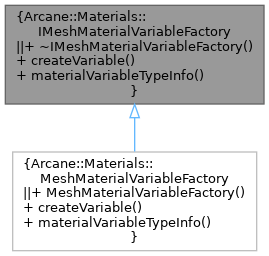 {Arcane::Materials::
IMeshMaterialVariableFactory
||+ ~IMeshMaterialVariableFactory()
+ createVariable()
+ materialVariableTypeInfo()
}
{Arcane::Materials::
MeshMaterialVariableFactory
||+ MeshMaterialVariableFactory()
+ createVariable()
+ materialVariableTypeInfo()
}